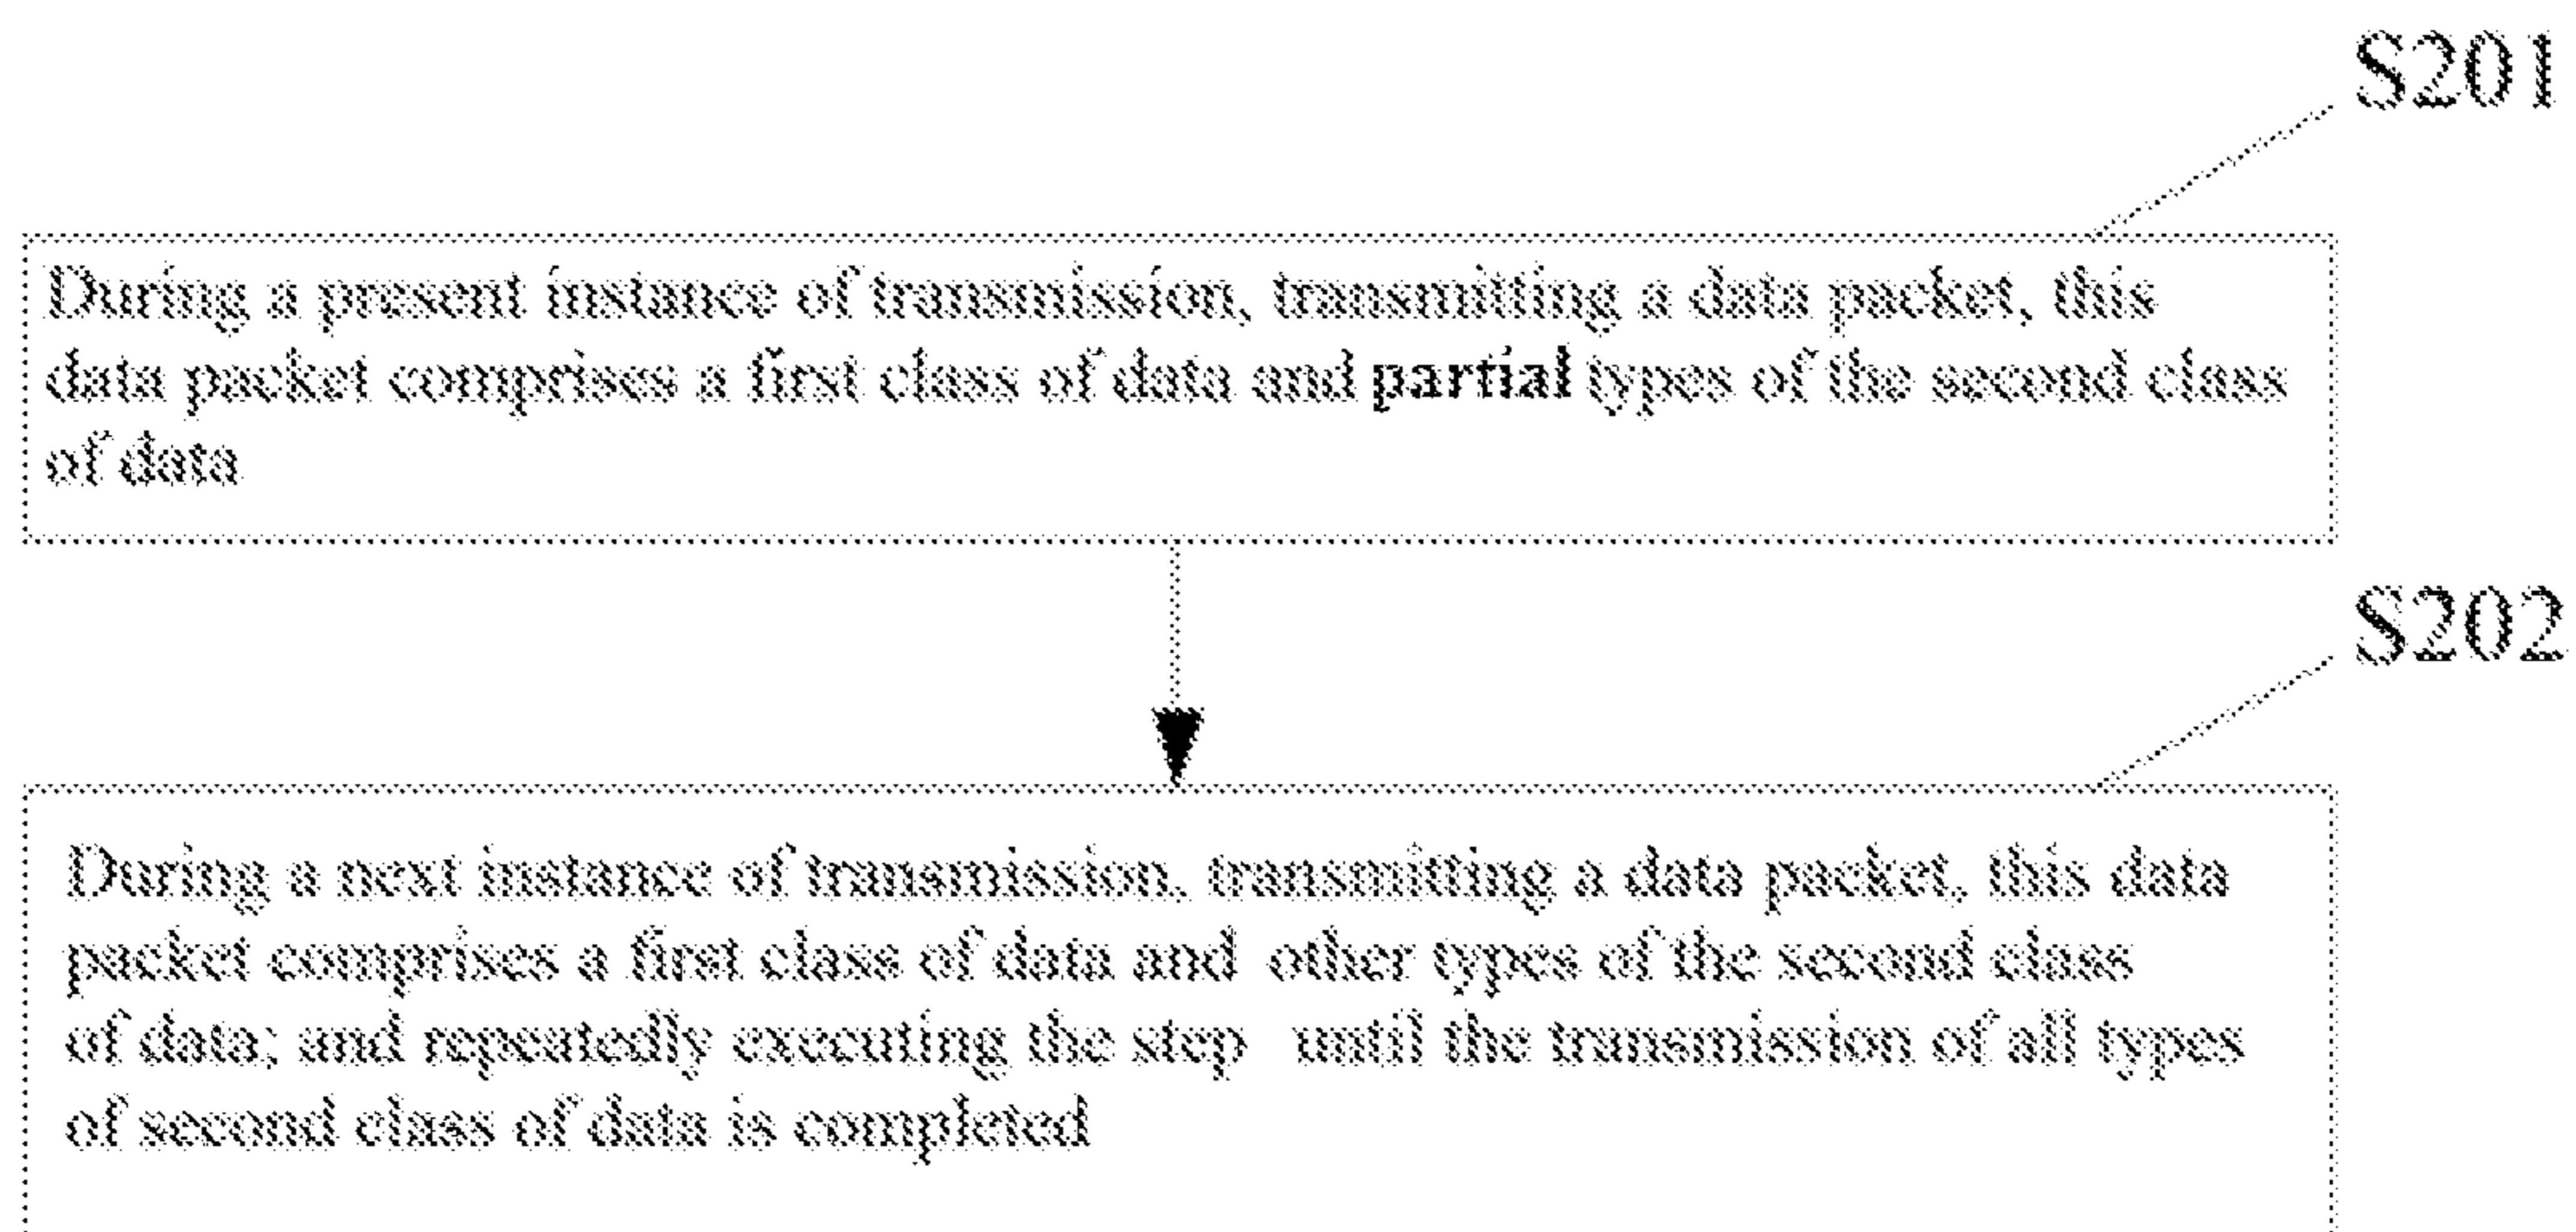 S201
During a present instance of transmission, transmitting a data packet, this
data packet comprises a first class of data and partial types of the second class
of data
S202
During a next instance of transmission, transmitting a data packet, this data
packet comprises a first class of data and other types of the second class
of data; and repeatedly executing the step until the transmission of all types
of second class of data is completed